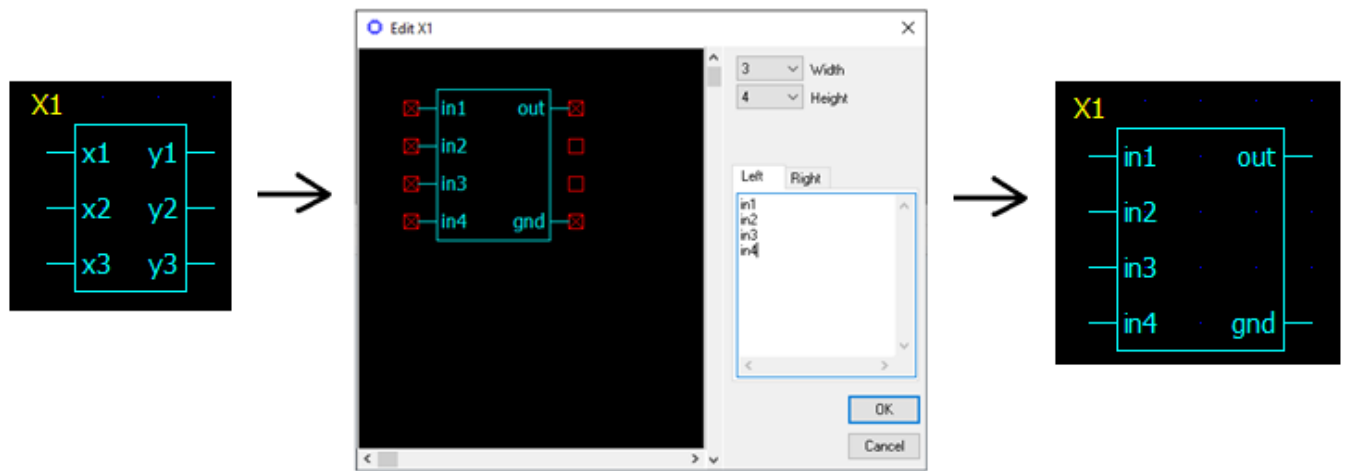 X1
x1 y1
x2 y2
x3 y3
Edit X1
in1 out
in2
in3
in4 gnd
3 Width
4 Height
Left Right
in1
in2
in3
in4
OK
Cancel
X1
in1 out
in2
in3
in4 gnd